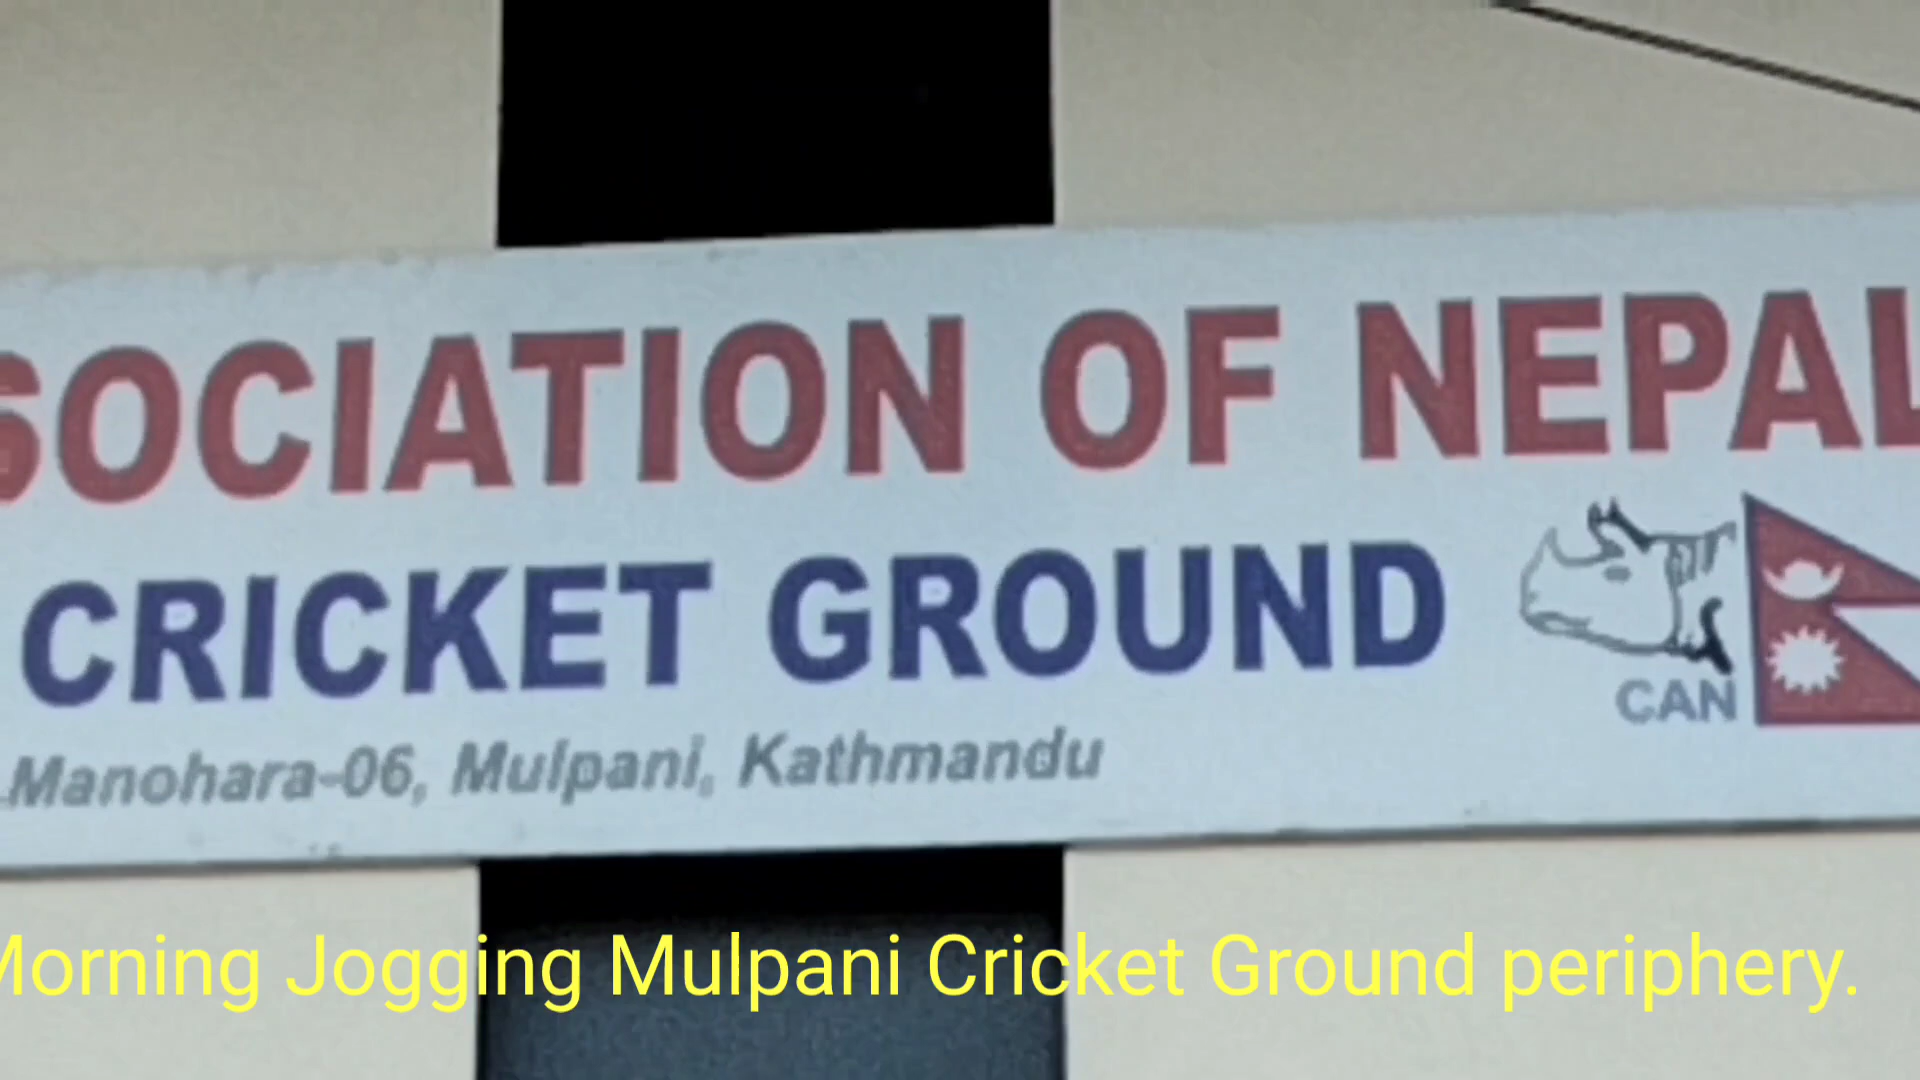 SOCIATION OF NEPAL
CRICKET GROUND
CAN
Manohara-06, Mulpani, Kathmandu
Morning Jogging Mulpani Cricket Ground periphery.